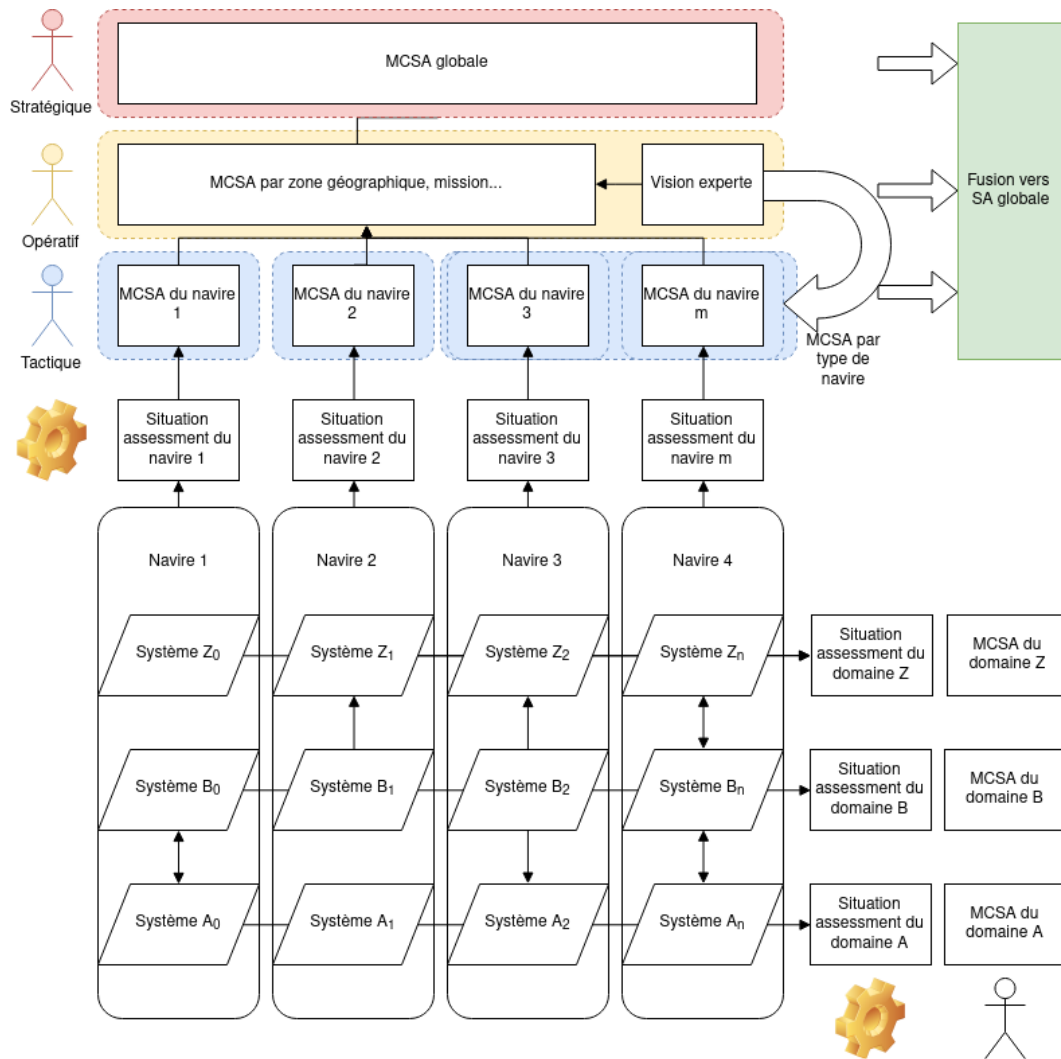 Stratégique
MCSA globale
Opératif
MCSA par zone géographique, mission...
Vision experte
Fusion vers
SA globale
Tactique
MCSA du navire
1
MCSA du navire
2
MCSA du navire
3
MCSA du navire
m
MCSA par
type de
navire
Situation
assessment du
navire 1
Situation
assessment du
navire 2
Situation
assessment du
navire 3
Situation
assessment du
navire m
Navire 1
Navire 2
Navire 3
Navire 4
Système Z₀
Système Z₁
Système Z₂
Système Zₙ
Situation
assessment du
domaine Z
MCSA du
domaine Z
Système B₀
Système B₁
Système B₂
Système Bₙ
Situation
assessment du
domaine B
MCSA du
domaine B
Système A₀
Système A₁
Système A₂
Système Aₙ
Situation
assessment du
domaine A
MCSA du
domaine A